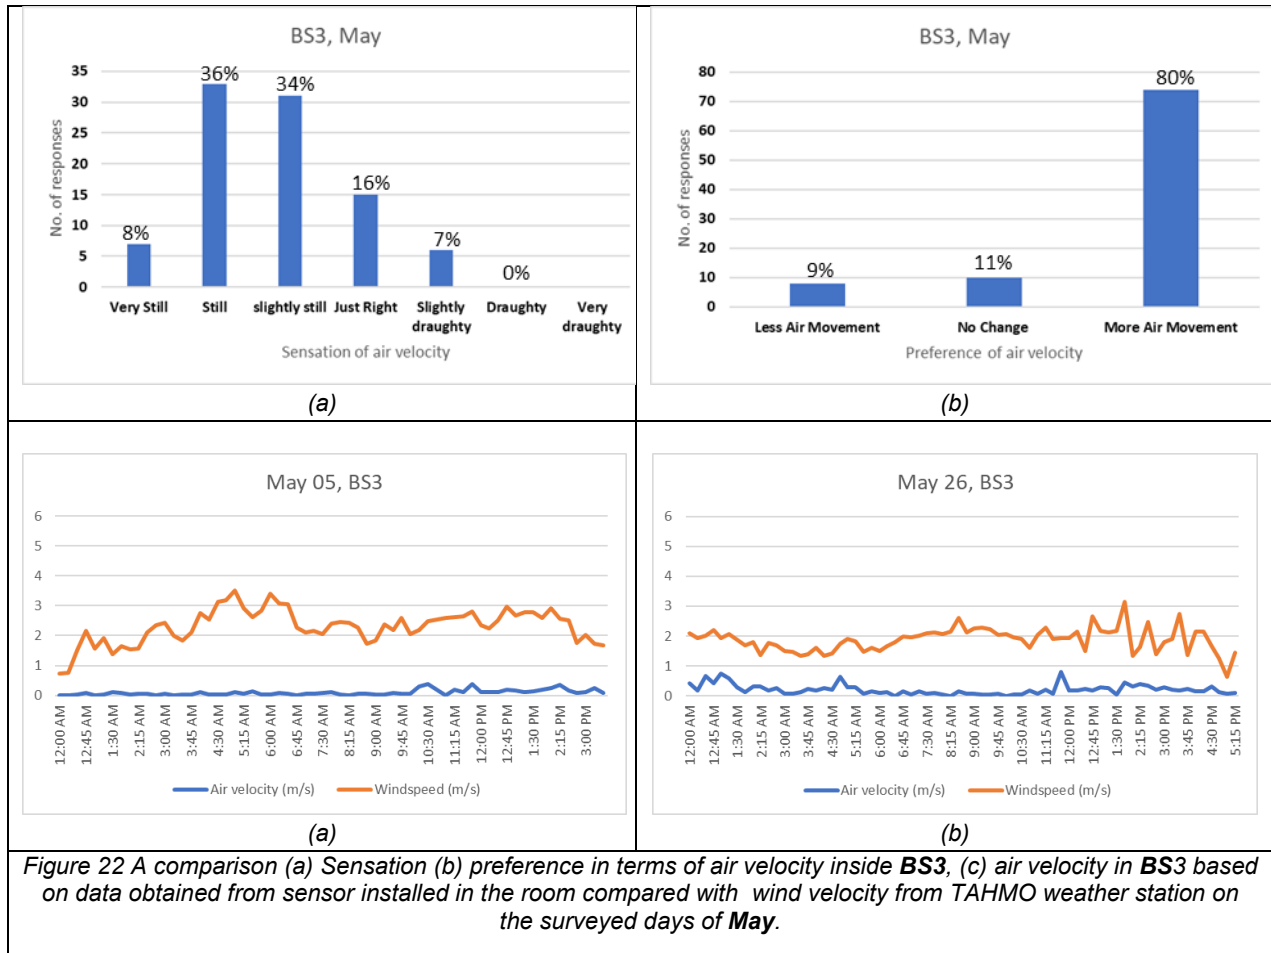 BS3, May
No. of responses
35
30
25
20
15
10
5
0
8%
36%
34%
16%
7%
0%
Very Still
Still
slightly still
Just Right
Slightly
draughty
Draughty
Very
draughty
Sensation of air velocity
(a)
BS3, May
No. of responses
80
70
60
50
40
30
20
10
0
9%
11%
80%
Less Air Movement
No Change
More Air Movement
Preference of air velocity
(b)
May 05, BS3
6
5
4
3
2
1
0
12:00 AM
12:45 AM
1:30 AM
2:15 AM
3:00 AM
3:45 AM
4:30 AM
5:15 AM
6:00 AM
6:45 AM
7:30 AM
8:15 AM
9:00 AM
9:45 AM
10:30 AM
11:15 AM
12:00 PM
12:45 PM
1:30 PM
2:15 PM
3:00 PM
Air velocity (m/s)
Windspeed (m/s)
(a)
May 26, BS3
6
5
4
3
2
1
0
12:00 AM
12:45 AM
1:30 AM
2:15 AM
3:00 AM
3:45 AM
4:30 AM
5:15 AM
6:00 AM
6:45 AM
7:30 AM
8:15 AM
9:00 AM
9:45 AM
10:30 AM
11:15 AM
12:00 PM
12:45 PM
1:30 PM
2:15 PM
3:00 PM
3:45 PM
4:30 PM
5:15 PM
Air velocity (m/s)
Windspeed (m/s)
(b)
Figure 22 A comparison (a) Sensation (b) preference in terms of air velocity inside BS3, (c) air velocity in BS3 based
on data obtained from sensor installed in the room compared with wind velocity from TAHMO weather station on
the surveyed days of May.